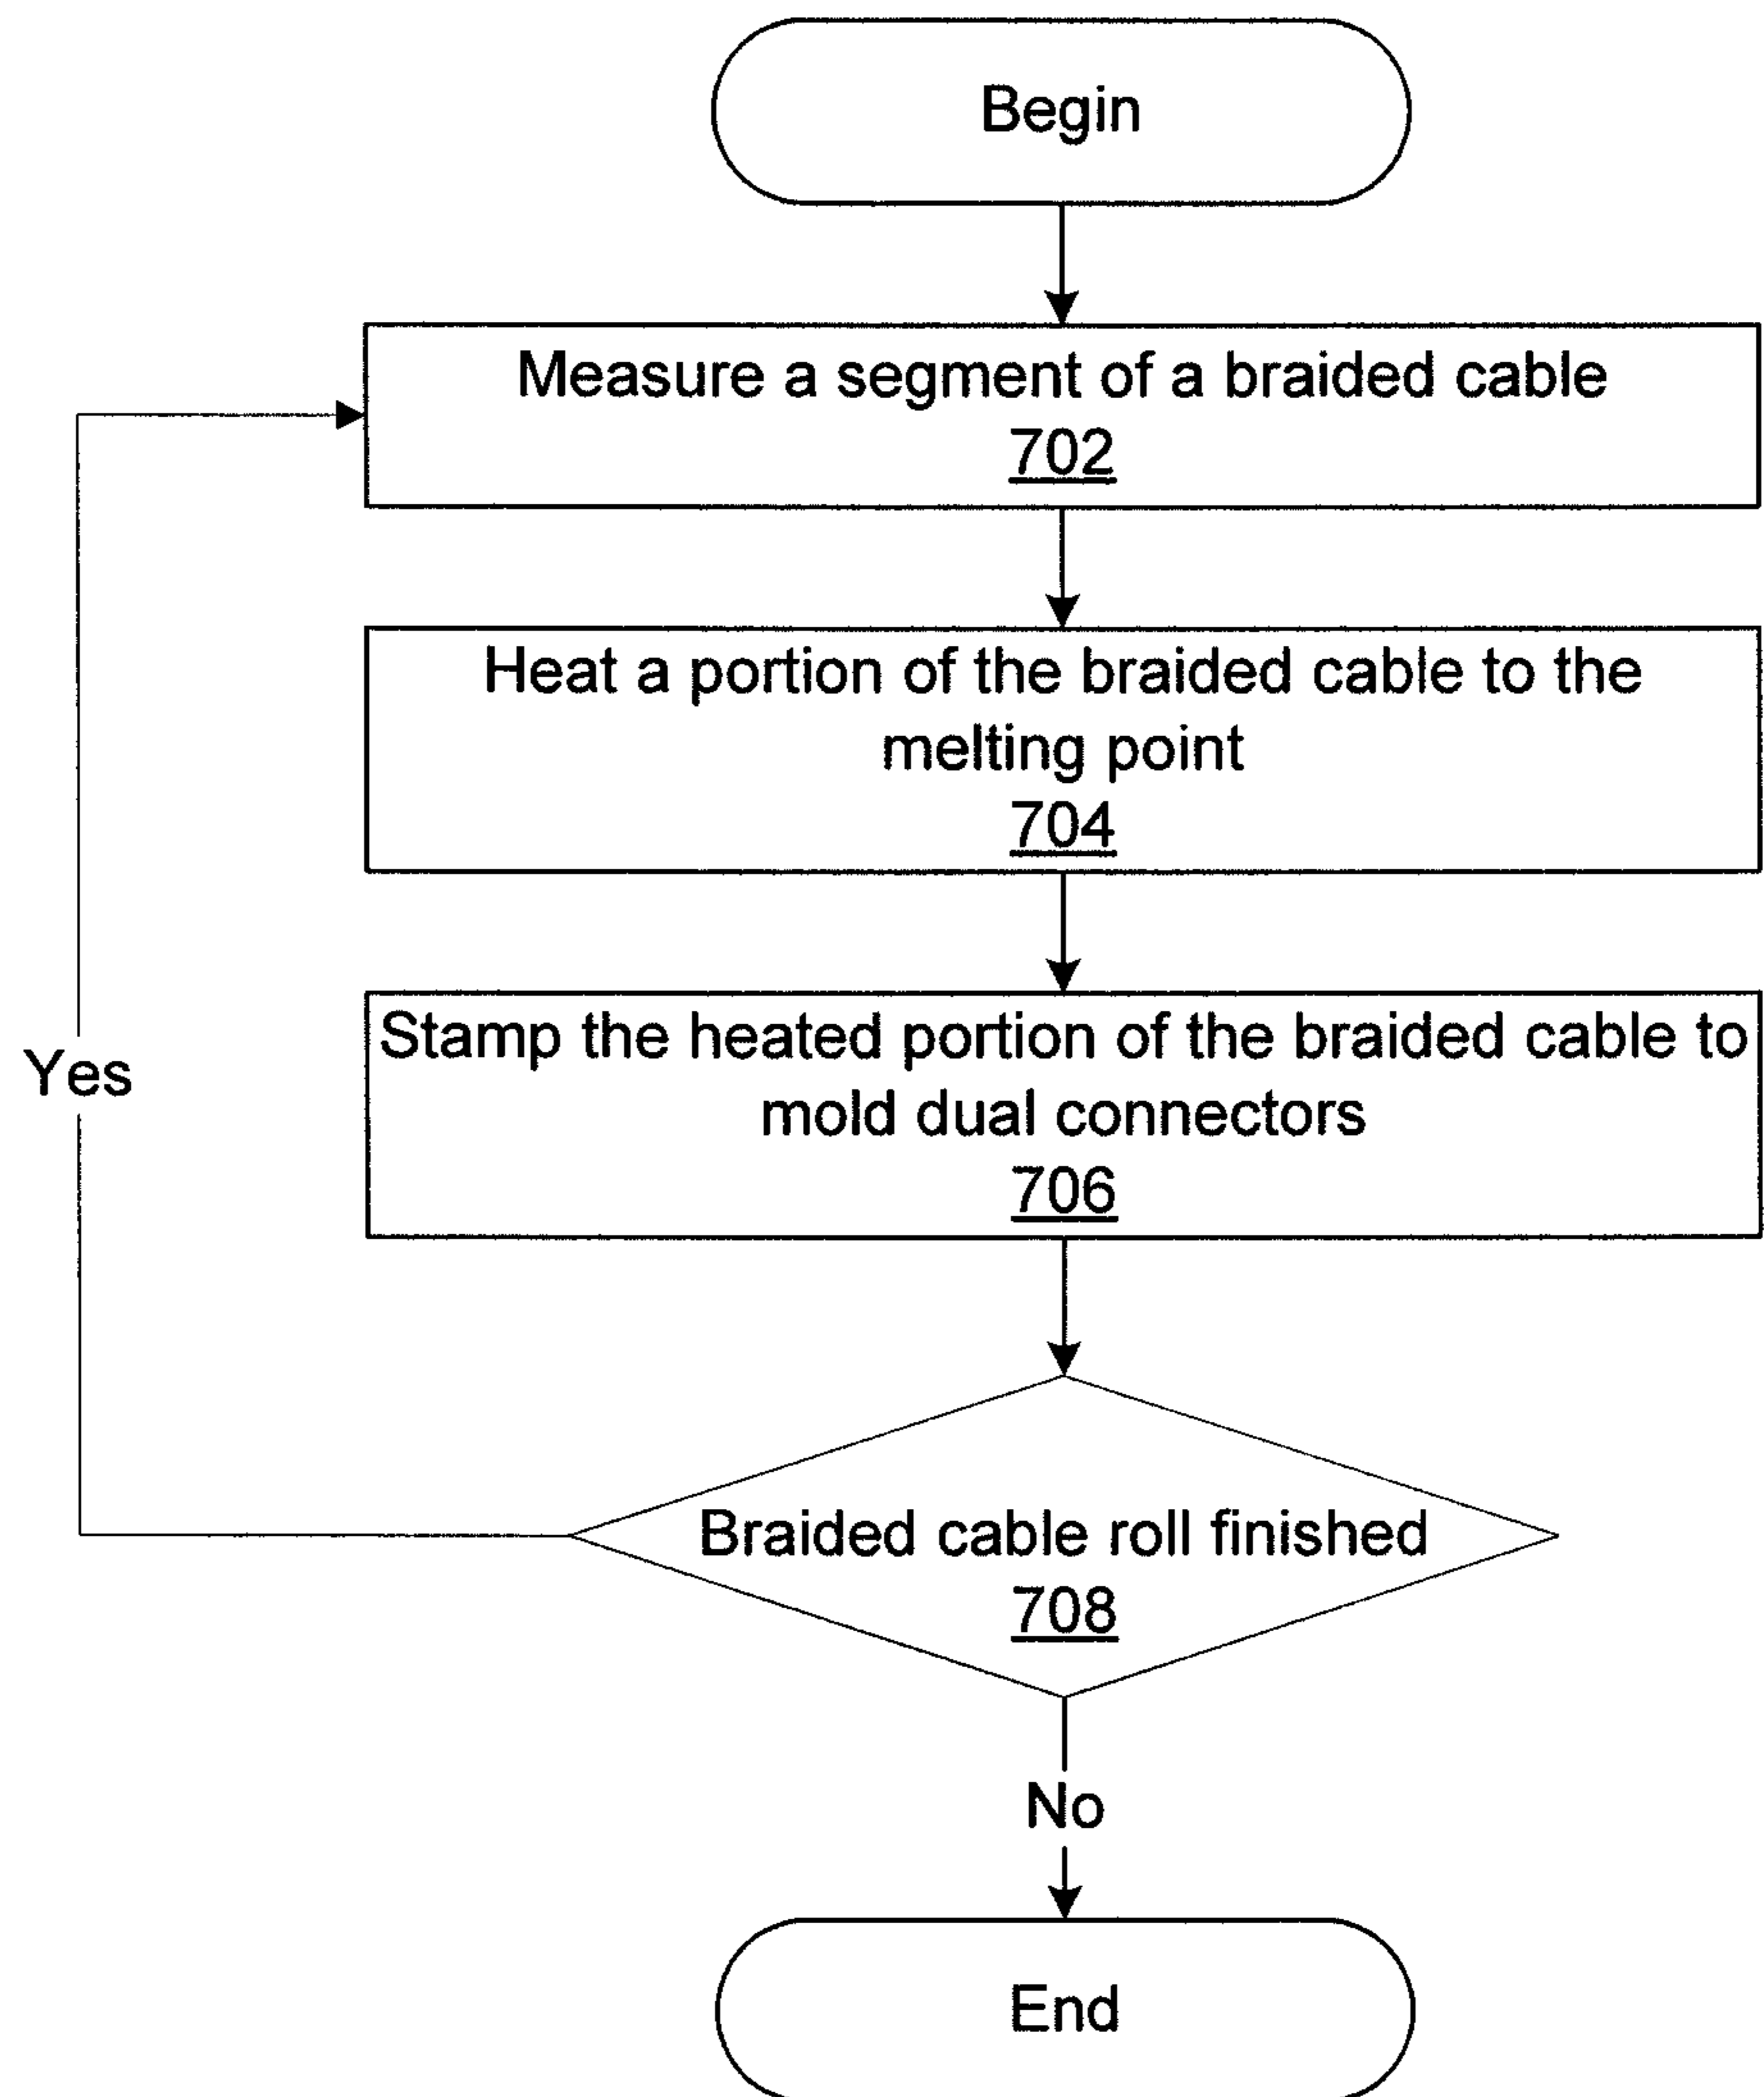 Begin
Measure a segment of a braided cable
702
Heat a portion of the braided cable to the
melting point
704
Stamp the heated portion of the braided cable to
mold dual connectors
706
Yes
Braided cable roll finished
708
No
End